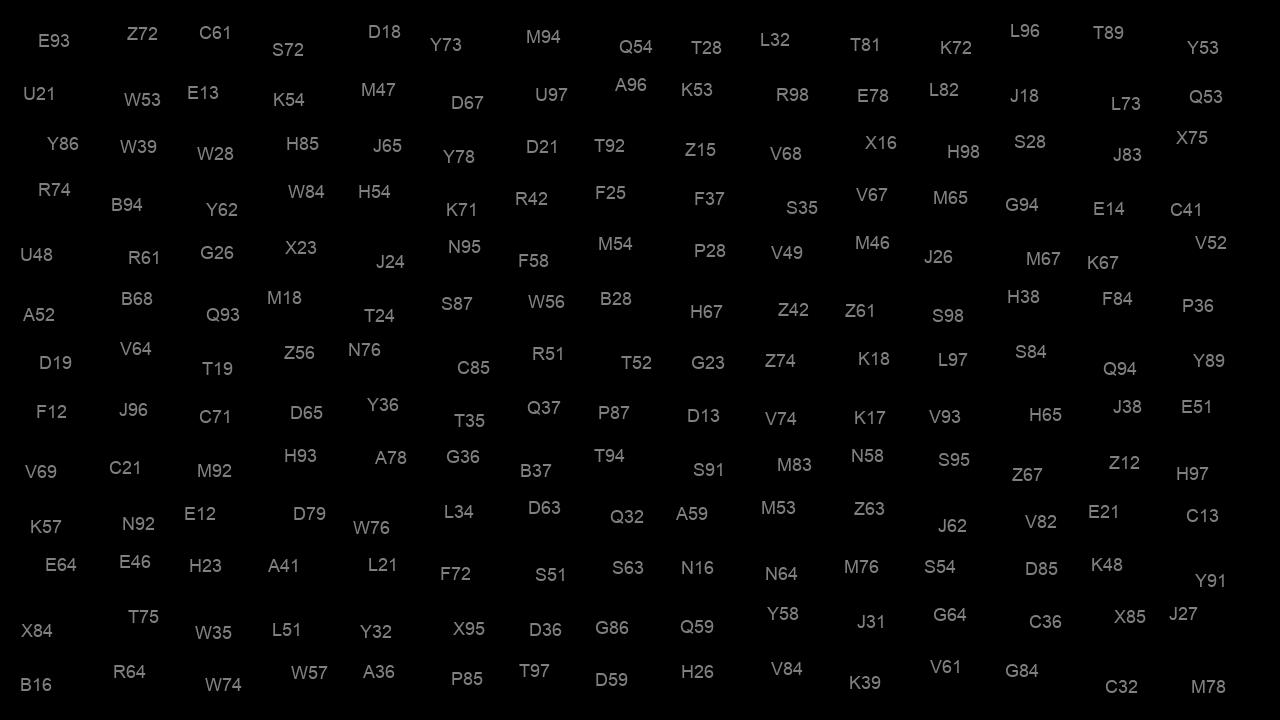 E93 Z72 C61 S72 D18 Y73 M94 Q54 T28 L32 T81 K72 L96 T89 Y53
U21 W53 E13 K54 M47 D67 U97 A96 K53 R98 E78 L82 J18 L73 Q53
Y86 W39 W28 H85 J65 Y78 D21 T92 Z15 V68 X16 H98 S28 J83 X75
R74 B94 Y62 W84 H54 K71 R42 F25 F37 S35 V67 M65 G94 E14 C41
U48 R61 G26 X23 J24 N95 F58 M54 P28 V49 M46 J26 M67 K67 V52
A52 B68 Q93 M18 T24 S87 W56 B28 H67 Z42 Z61 S98 H38 F84 P36
D19 V64 T19 Z56 N76 C85 R51 T52 G23 Z74 K18 L97 S84 Q94 Y89
F12 J96 C71 D65 Y36 T35 Q37 P87 D13 V74 K17 V93 H65 J38 E51
V69 C21 M92 H93 A78 G36 B37 T94 S91 M83 N58 S95 Z67 Z12 H97
K57 N92 E12 D79 W76 L34 D63 Q32 A59 M53 Z63 J62 V82 E21 C13
E64 E46 H23 A41 L21 F72 S51 S63 N16 N64 M76 S54 D85 K48 Y91
X84 T75 W35 L51 Y32 X95 D36 G86 Q59 Y58 J31 G64 C36 X85 J27
B16 R64 W74 W57 A36 P85 T97 D59 H26 V84 K39 V61 G84 C32 M78